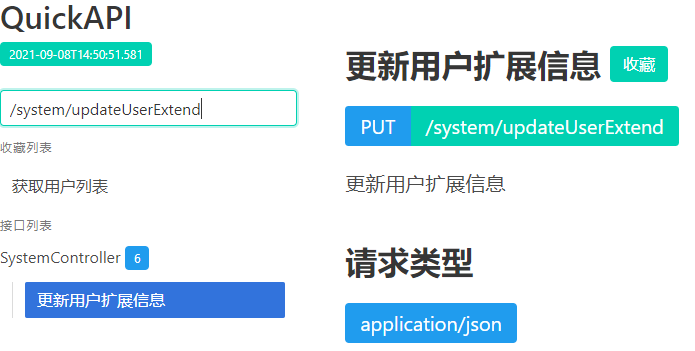 QuickAPI
2021-09-08T14:50:51.581
/system/updateUserExtend
收藏列表
获取用户列表
接口列表
SystemController 6
更新用户扩展信息
更新用户扩展信息 收藏
PUT /system/updateUserExtend
更新用户扩展信息
请求类型
application/json